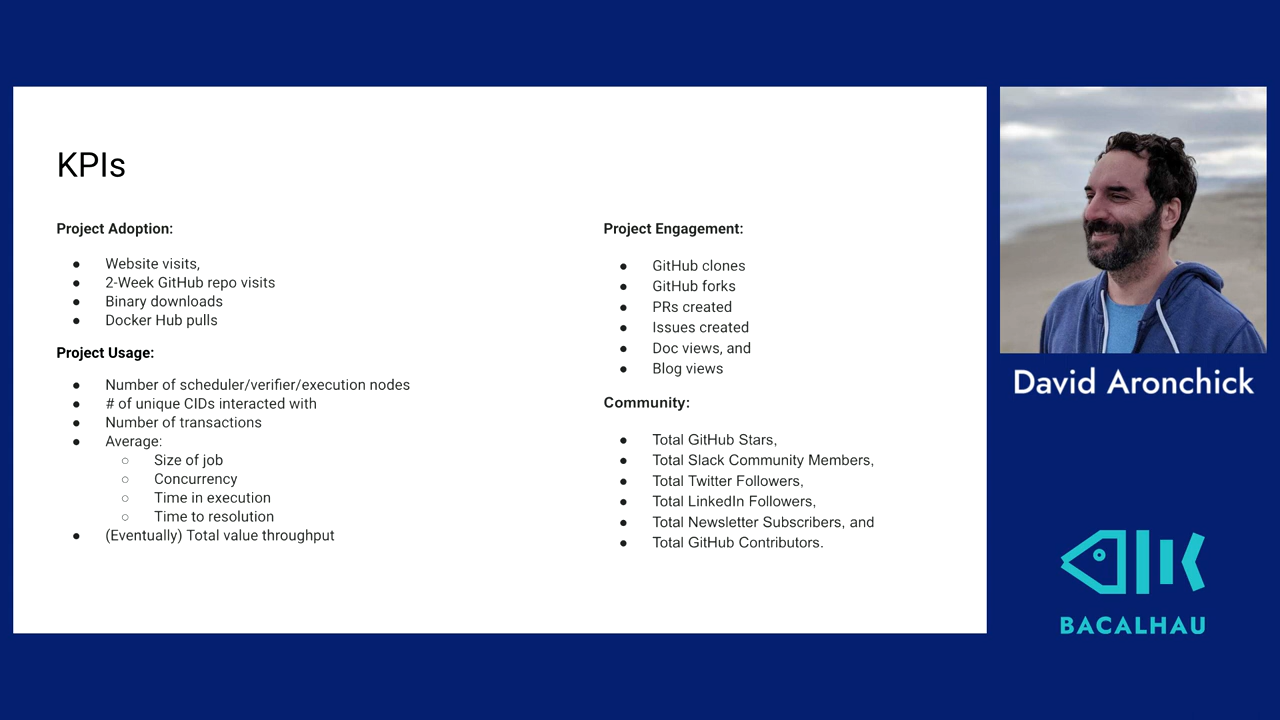 KPIs
Project Adoption:
● Website visits,
● 2-Week GitHub repo visits
● Binary downloads
● Docker Hub pulls
Project Usage:
● Number of scheduler/verifier/execution nodes
● # of unique CIDs interacted with
● Number of transactions
● Average:
○ Size of job
○ Concurrency
○ Time in execution
○ Time to resolution
● (Eventually) Total value throughput
Project Engagement:
● GitHub clones
● GitHub forks
● PRs created
● Issues created
● Doc views, and
● Blog views
Community:
● Total GitHub Stars,
● Total Slack Community Members,
● Total Twitter Followers,
● Total LinkedIn Followers,
● Total Newsletter Subscribers, and
● Total GitHub Contributors.
David Aronchick
BACALHAU